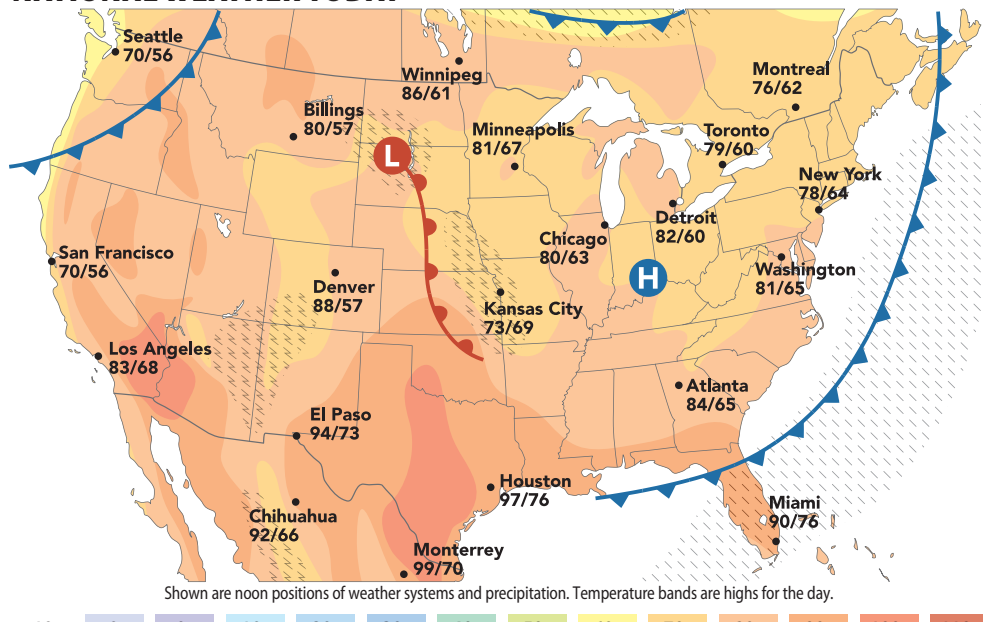 Seattle
70/56
Winnipeg
86/61
Montreal
76/62
Billings
80/57
Minneapolis
81/67
Toronto
79/60
L
New York
78/64
Detroit
82/60
Chicago
80/63
San Francisco
70/56
Washington
81/65
H
Denver
88/57
Kansas City
73/69
Los Angeles
83/68
Atlanta
84/65
El Paso
94/73
Houston
97/76
Miami
90/76
Chihuahua
92/66
Monterrey
99/70
Shown are noon positions of weather systems and precipitation. Temperature bands are highs for the day.